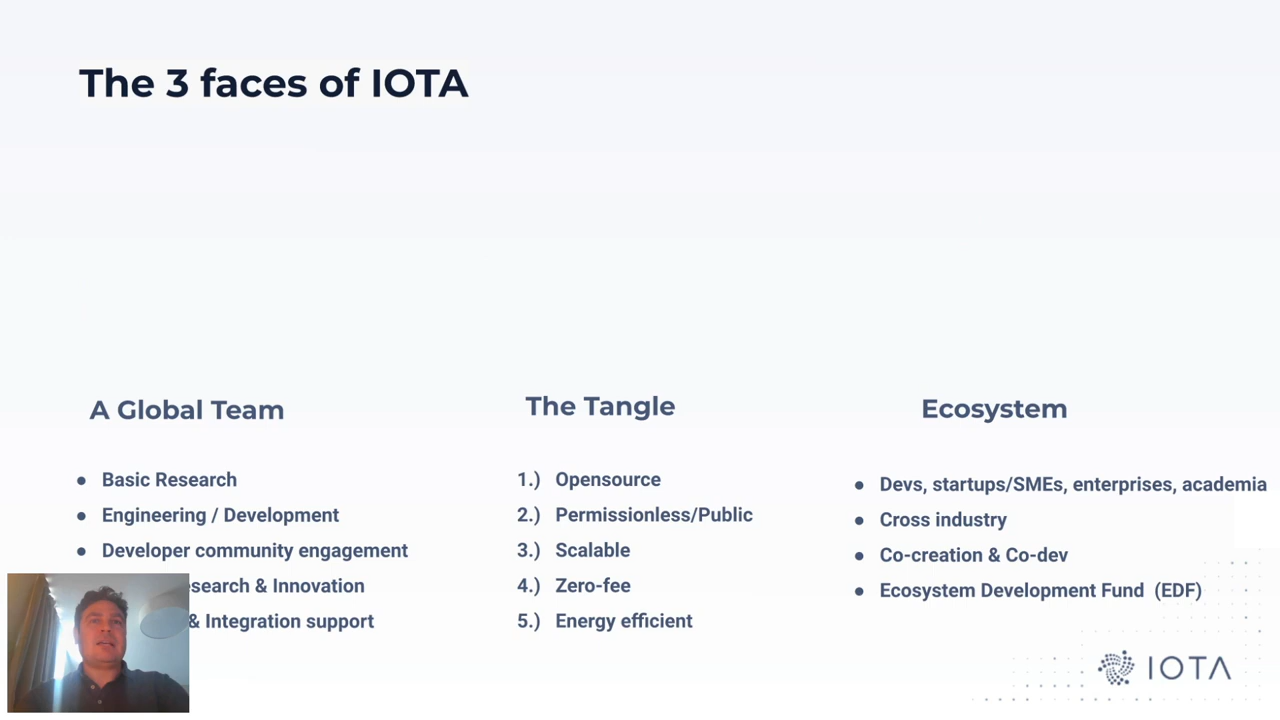 The 3 faces of IOTA
A Global Team
● Basic Research
● Engineering / Development
● Developer community engagement
search & Innovation
& Integration support
The Tangle
1.) Opensource
2.) Permissionless/Public
3.) Scalable
4.) Zero-fee
5.) Energy efficient
Ecosystem
● Devs, startups/SMEs, enterprises, academia
● Cross industry
● Co-creation & Co-dev
● Ecosystem Development Fund (EDF)
IOTA